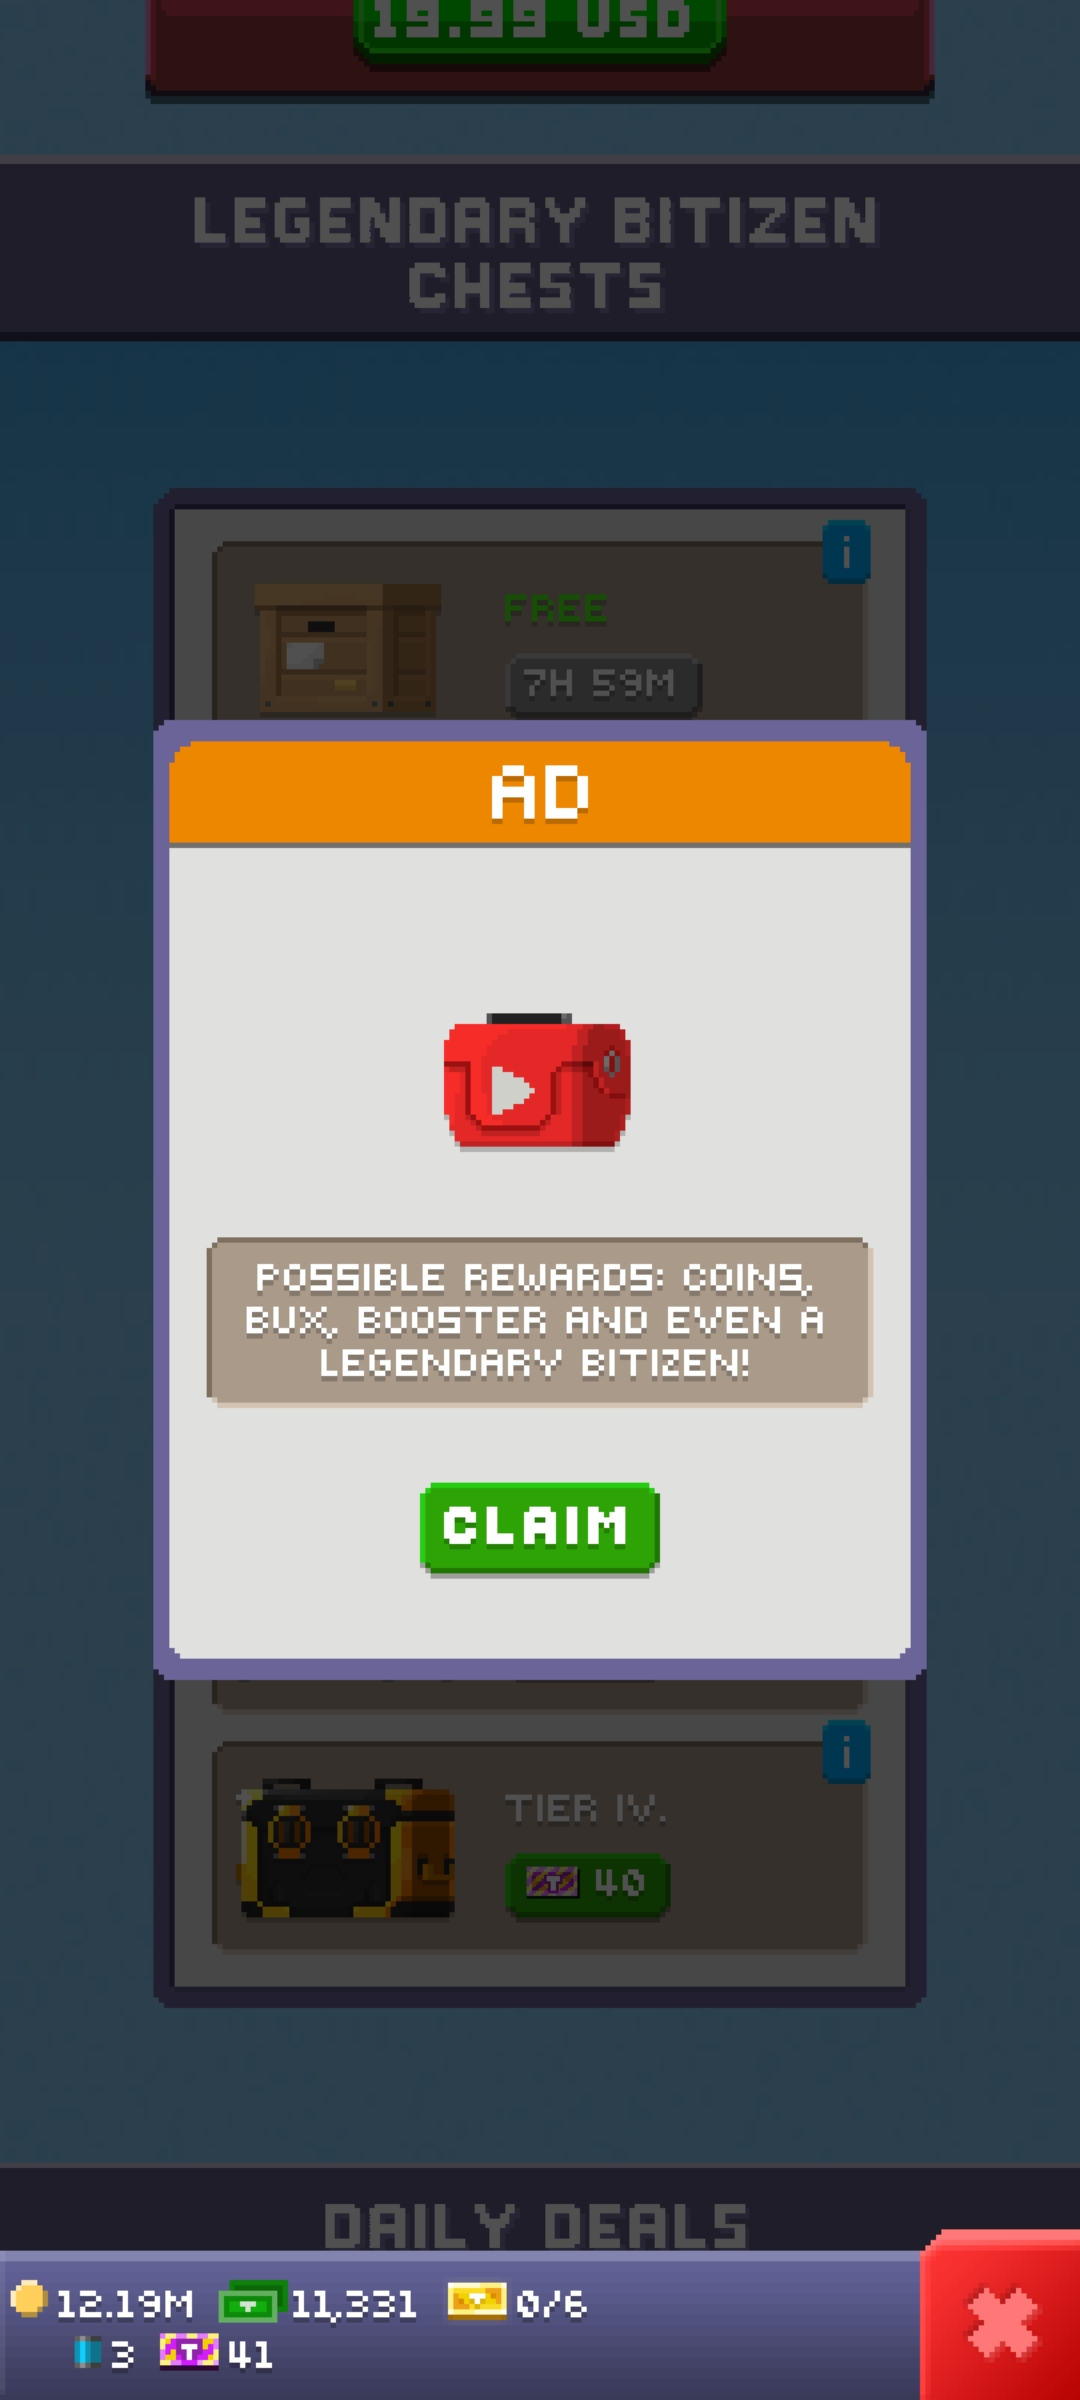 19.99 USD
LEGENDARY BITIZEN
CHESTS
i
FREE
7H 59M
AD
POSSIBLE REWARDS: COINS,
BUX, BOOSTER AND EVEN A
LEGENDARY BITIZEN!
CLAIM
i
TIER IV.
T 40
DAILY DEALS
12.19M 11,331 0/6
3 T 41